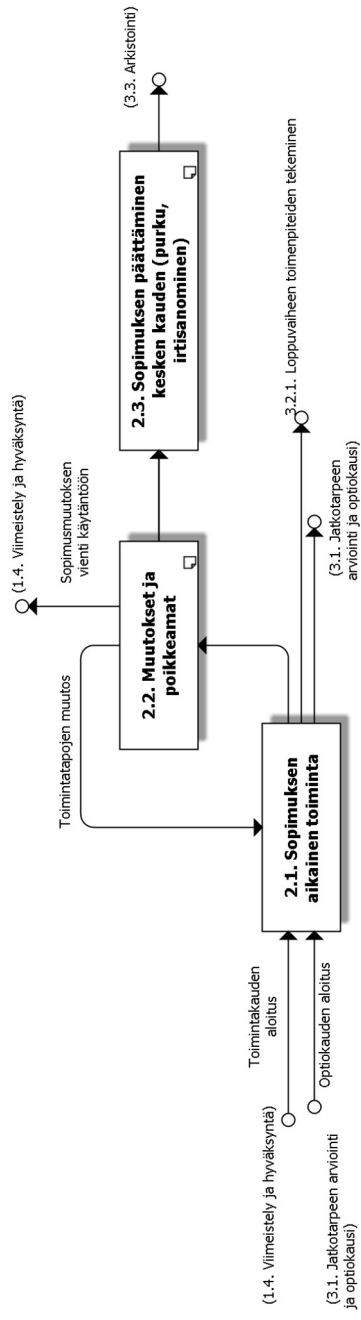 (1.4. Viimeistely ja hyväksyntä)
Toimintakauden
aloitus
(3.1. Jatkotarpeen arviointi
ja optiokausi)
Optiokauden aloitus
2.1. Sopimuksen
aikainen toiminta
Toimintatapojen muutos
2.2. Muutokset ja
poikkeamat
(1.4. Viimeistely ja hyväksyntä)
Sopimusmuutoksen
vienti käytäntöön
2.3. Sopimuksen päättäminen
kesken kauden (purku,
irtisanominen)
(3.3. Arkistointi)
3.2.1. Loppuvaiheen toimenpiteiden tekeminen
(3.1. Jatkotarpeen
arviointi ja optiokausi)